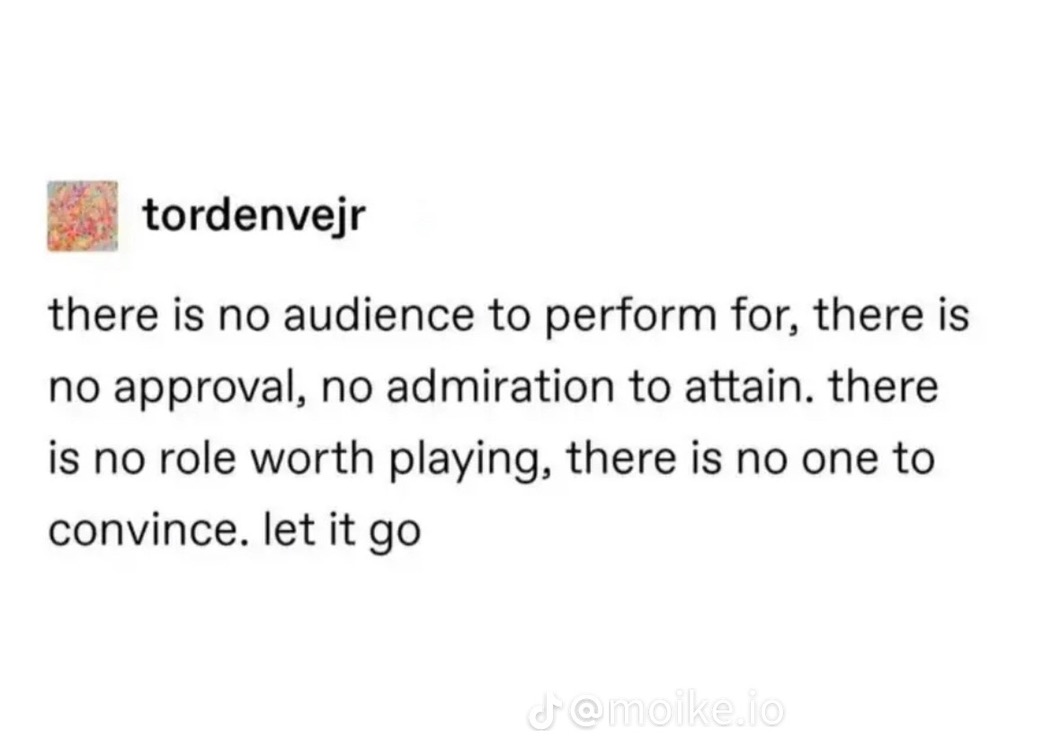 tordenvejr
there is no audience to perform for, there is
no approval, no admiration to attain. there
is no role worth playing, there is no one to
convince. let it go
@moike.io